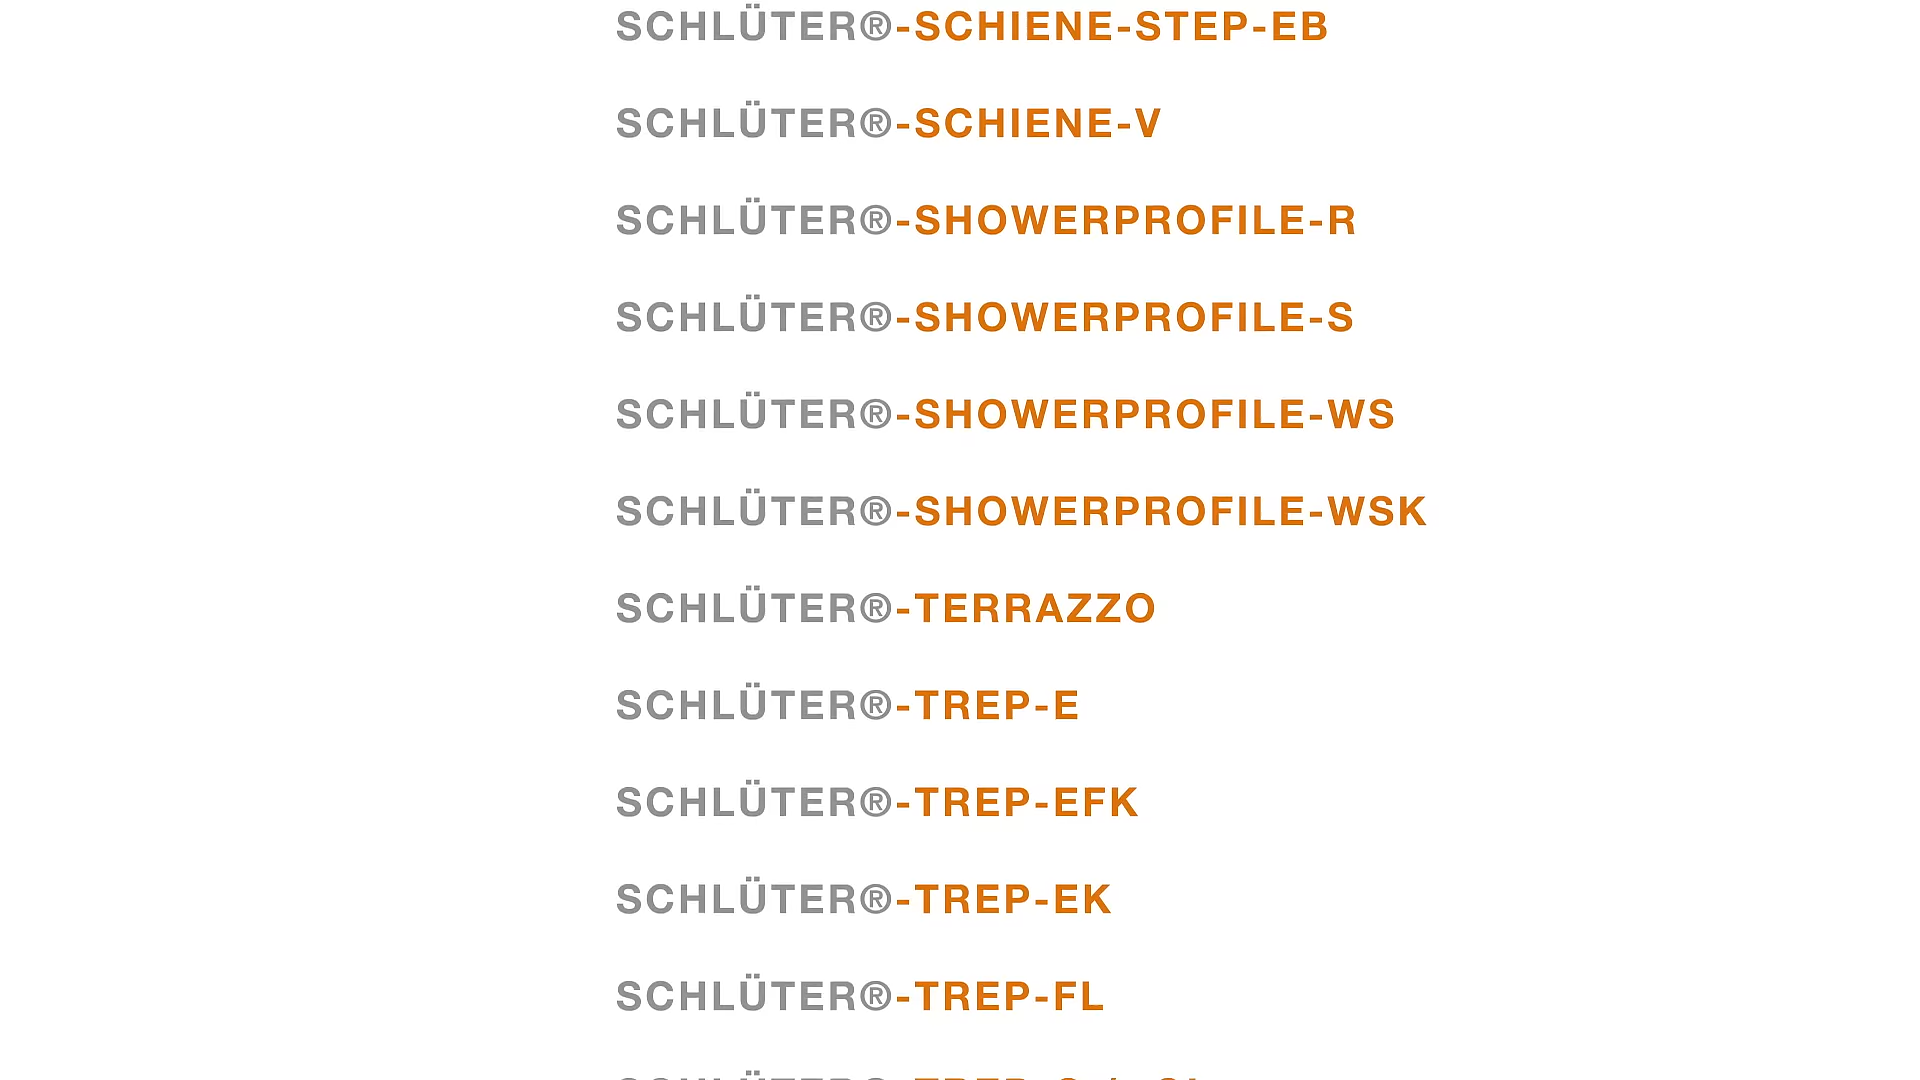 SCHLÜTER®-SCHIENE-STEP-EB
SCHLÜTER®-SCHIENE-V
SCHLÜTER®-SHOWERPROFILE-R
SCHLÜTER®-SHOWERPROFILE-S
SCHLÜTER®-SHOWERPROFILE-WS
SCHLÜTER®-SHOWERPROFILE-WSK
SCHLÜTER®-TERRAZZO
SCHLÜTER®-TREP-E
SCHLÜTER®-TREP-EFK
SCHLÜTER®-TREP-EK
SCHLÜTER®-TREP-FL